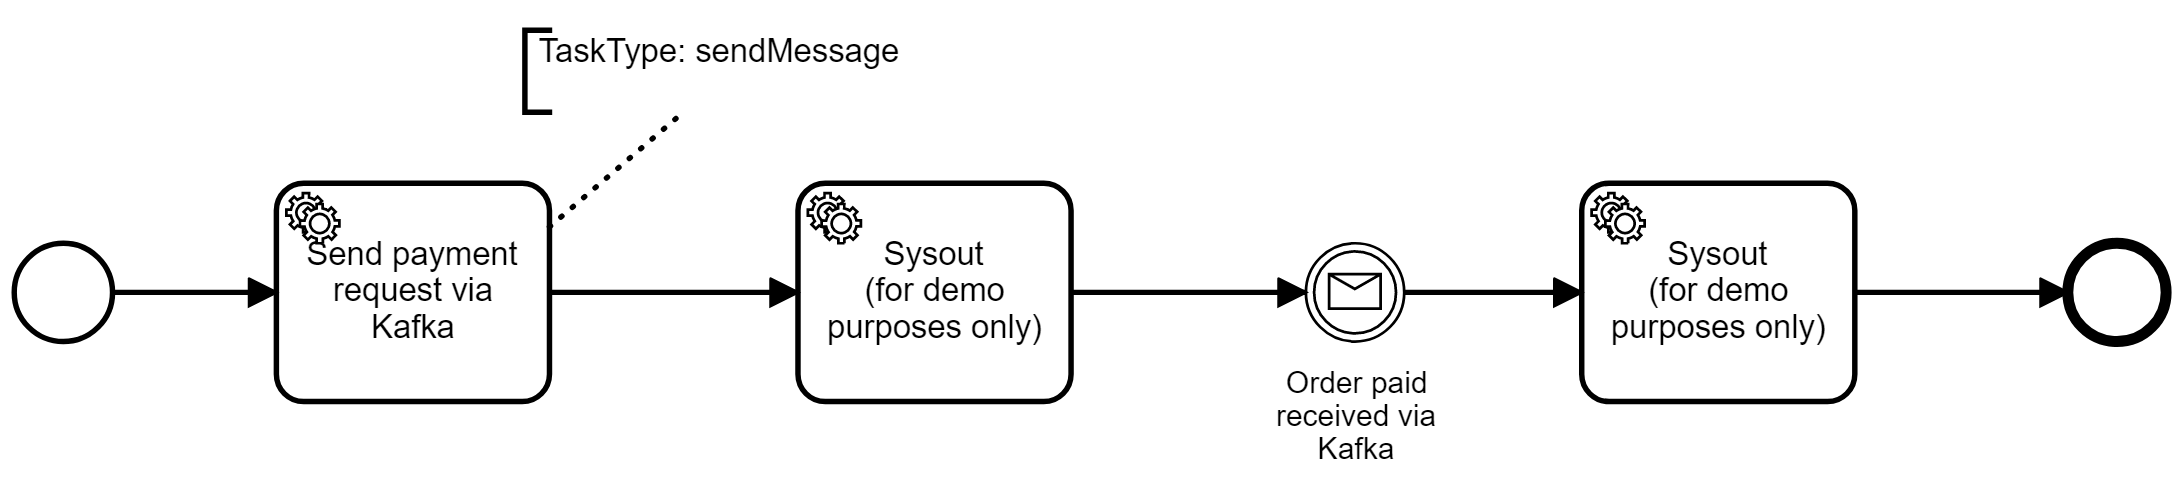 TaskType: sendMessage
Send payment
request via
Kafka
Sysout
(for demo
purposes only)
Order paid
received via
Kafka
Sysout
(for demo
purposes only)